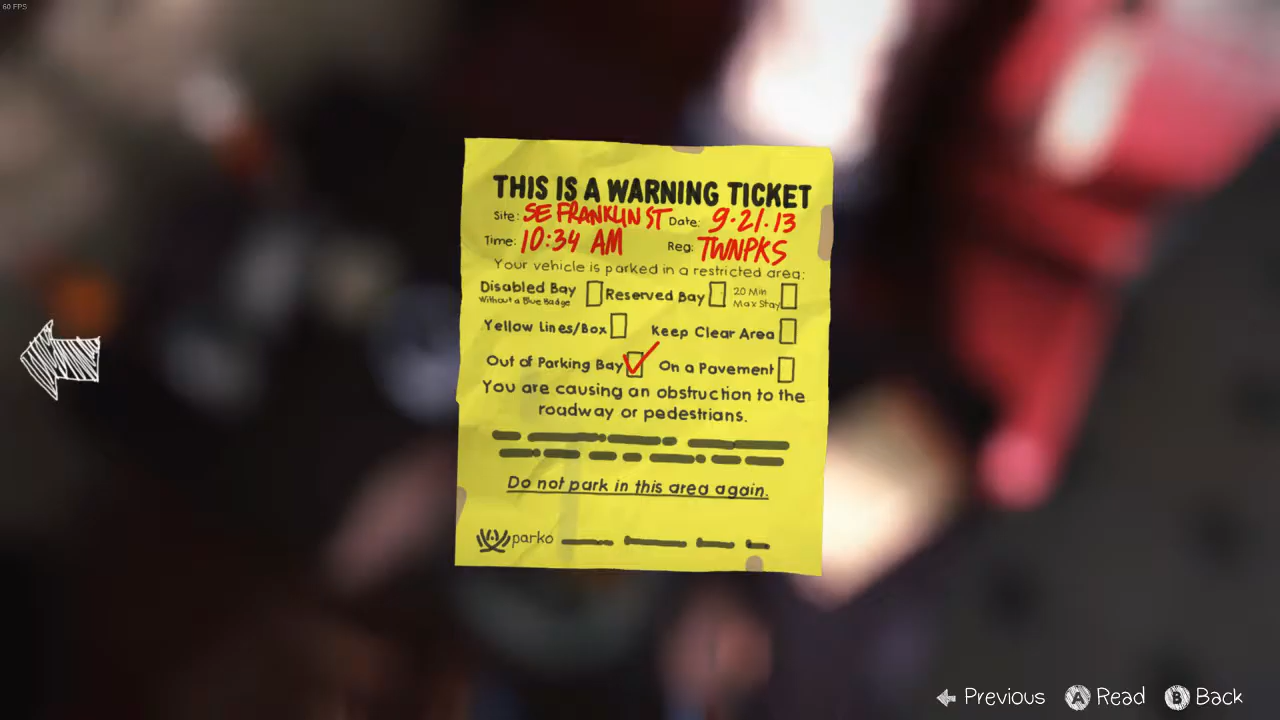 60 FPS
THIS IS A WARNING TICKET
Site: SE FRANKLIN ST Date: 9·21·13
Time: 10:34 AM Reg: TWNPKS
Your vehicle is parked in a restricted area:
Disabled Bay Reserved Bay 20 Min
Without a Blue Badge Max Stay
Yellow Lines/Box Keep Clear Area
Out of Parking Bay On a Pavement
You are causing an obstruction to the
roadway or pedestrians.
Do not park in this area again.
parko
Previous A Read B Back